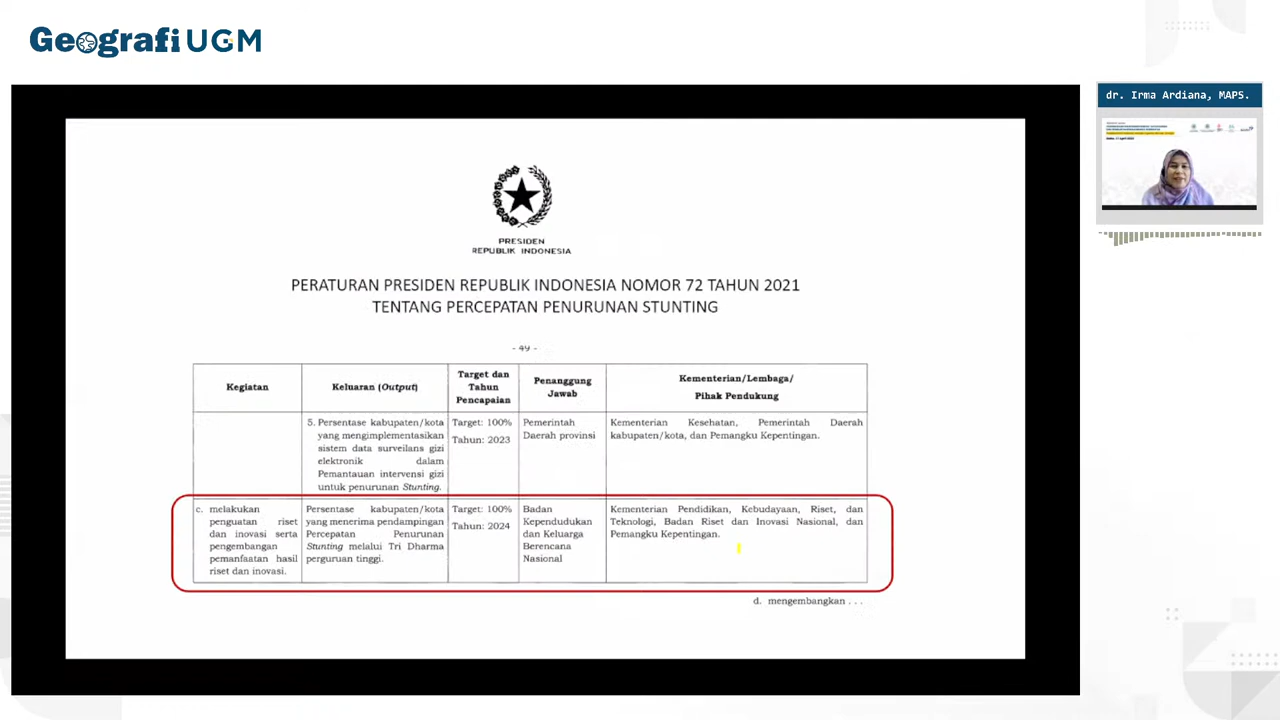 Geografi UGM
dr. Irma Ardiana, MAPS.
PRESIDEN
REPUBLIK INDONESIA
PERATURAN PRESIDEN REPUBLIK INDONESIA NOMOR 72 TAHUN 2021
TENTANG PERCEPATAN PENURUNAN STUNTING
- 49 -
Kegiatan
Keluaran (Output)
Target dan
Tahun
Pencapaian
Penanggung
Jawab
Kementerian/Lembaga/
Pihak Pendukung
5. Persentase kabupaten/kota
yang mengimplementasikan
sistem data surveilans gizi
elektronik dalam
Pemantauan intervensi gizi
untuk penurunan Stunting.
Target: 100%
Tahun: 2023
Pemerintah
Daerah provinsi
Kementerian Kesehatan, Pemerintah Daerah
kabupaten/kota, dan Pemangku Kepentingan.
c. melakukan
penguatan riset
dan inovasi serta
pengembangan
pemanfaatan hasil
riset dan inovasi.
Persentase kabupaten/kota
yang menerima pendampingan
Percepatan Penurunan
Stunting melalui Tri Dharma
perguruan tinggi.
Target: 100%
Tahun: 2024
Badan
Kependudukan
dan Keluarga
Berencana
Nasional
Kementerian Pendidikan, Kebudayaan, Riset, dan
Teknologi, Badan Riset dan Inovasi Nasional, dan
Pemangku Kepentingan.
d. mengembangkan . . .